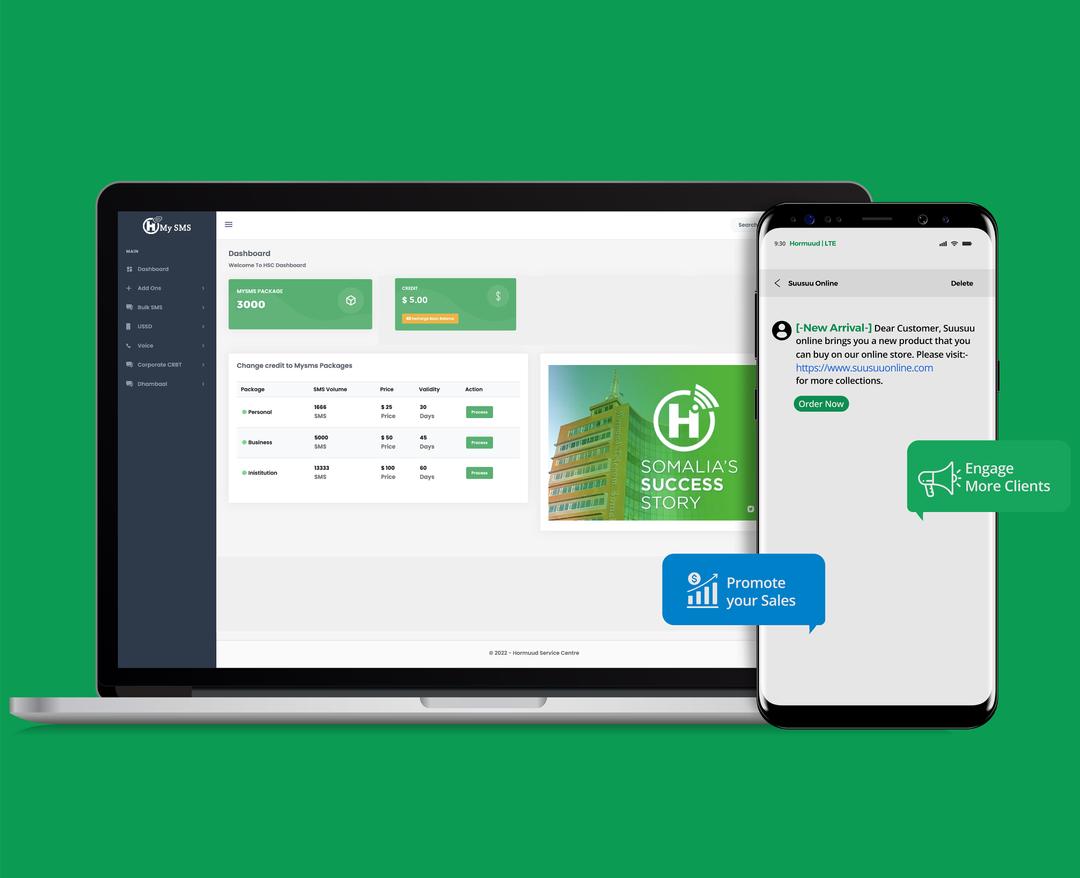 My SMS
MAIN
Dashboard
Add Ons
Bulk SMS
USSD
Voice
Corporate CRBT
Dhambaal
Search
Dashboard
Welcome To HSC Dashboard
MYSMS PACKAGE
3000
CREDIT
$ 5.00
Recharge Main Balance
Change credit to Mysms Packages
Package SMS Volume Price Validity Action
Personal 1666 SMS $ 25 Price 30 Days Process
Business 5000 SMS $ 50 Price 45 Days Process
Inistitution 13333 SMS $ 100 Price 60 Days Process
SOMALIA'S
SUCCESS
STORY
© 2022 - Hormuud Service Centre
9:30 Hormuud | LTE
Suusuu Online Delete
[-New Arrival-] Dear Customer, Suusuu
online brings you a new product that you
can buy on our online store. Please visit:-
https://www.suusuuonline.com
for more collections.
Order Now
Engage
More Clients
Promote
your Sales